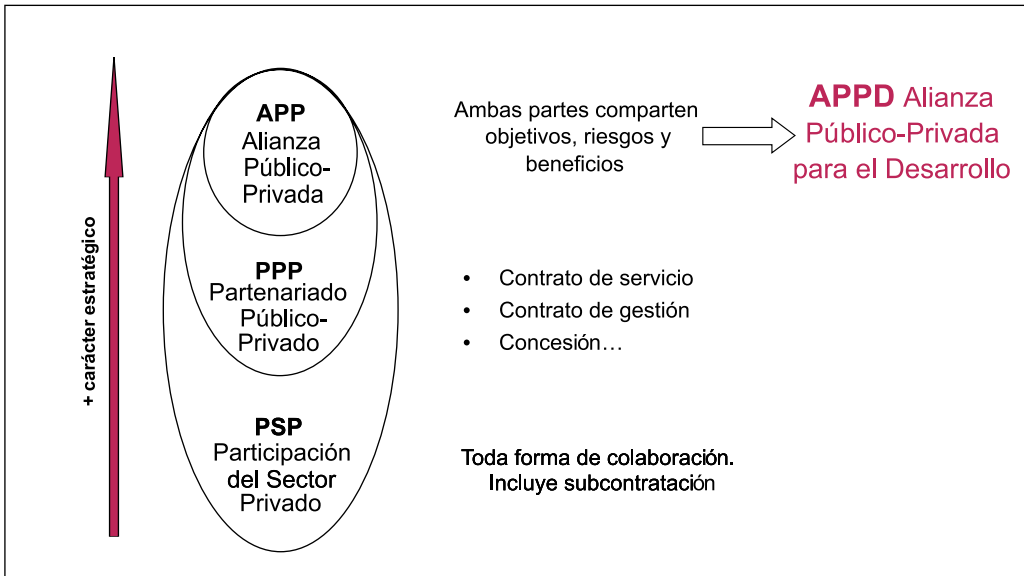 + carácter estratégico
APP
Alianza
Público-
Privada
Ambas partes comparten
objetivos, riesgos y
beneficios
APPD Alianza
Público-Privada
para el Desarrollo
PPP
Partenariado
Público-
Privado
• Contrato de servicio
• Contrato de gestión
• Concesión…
PSP
Participación
del Sector
Privado
Toda forma de colaboración.
Incluye subcontratación